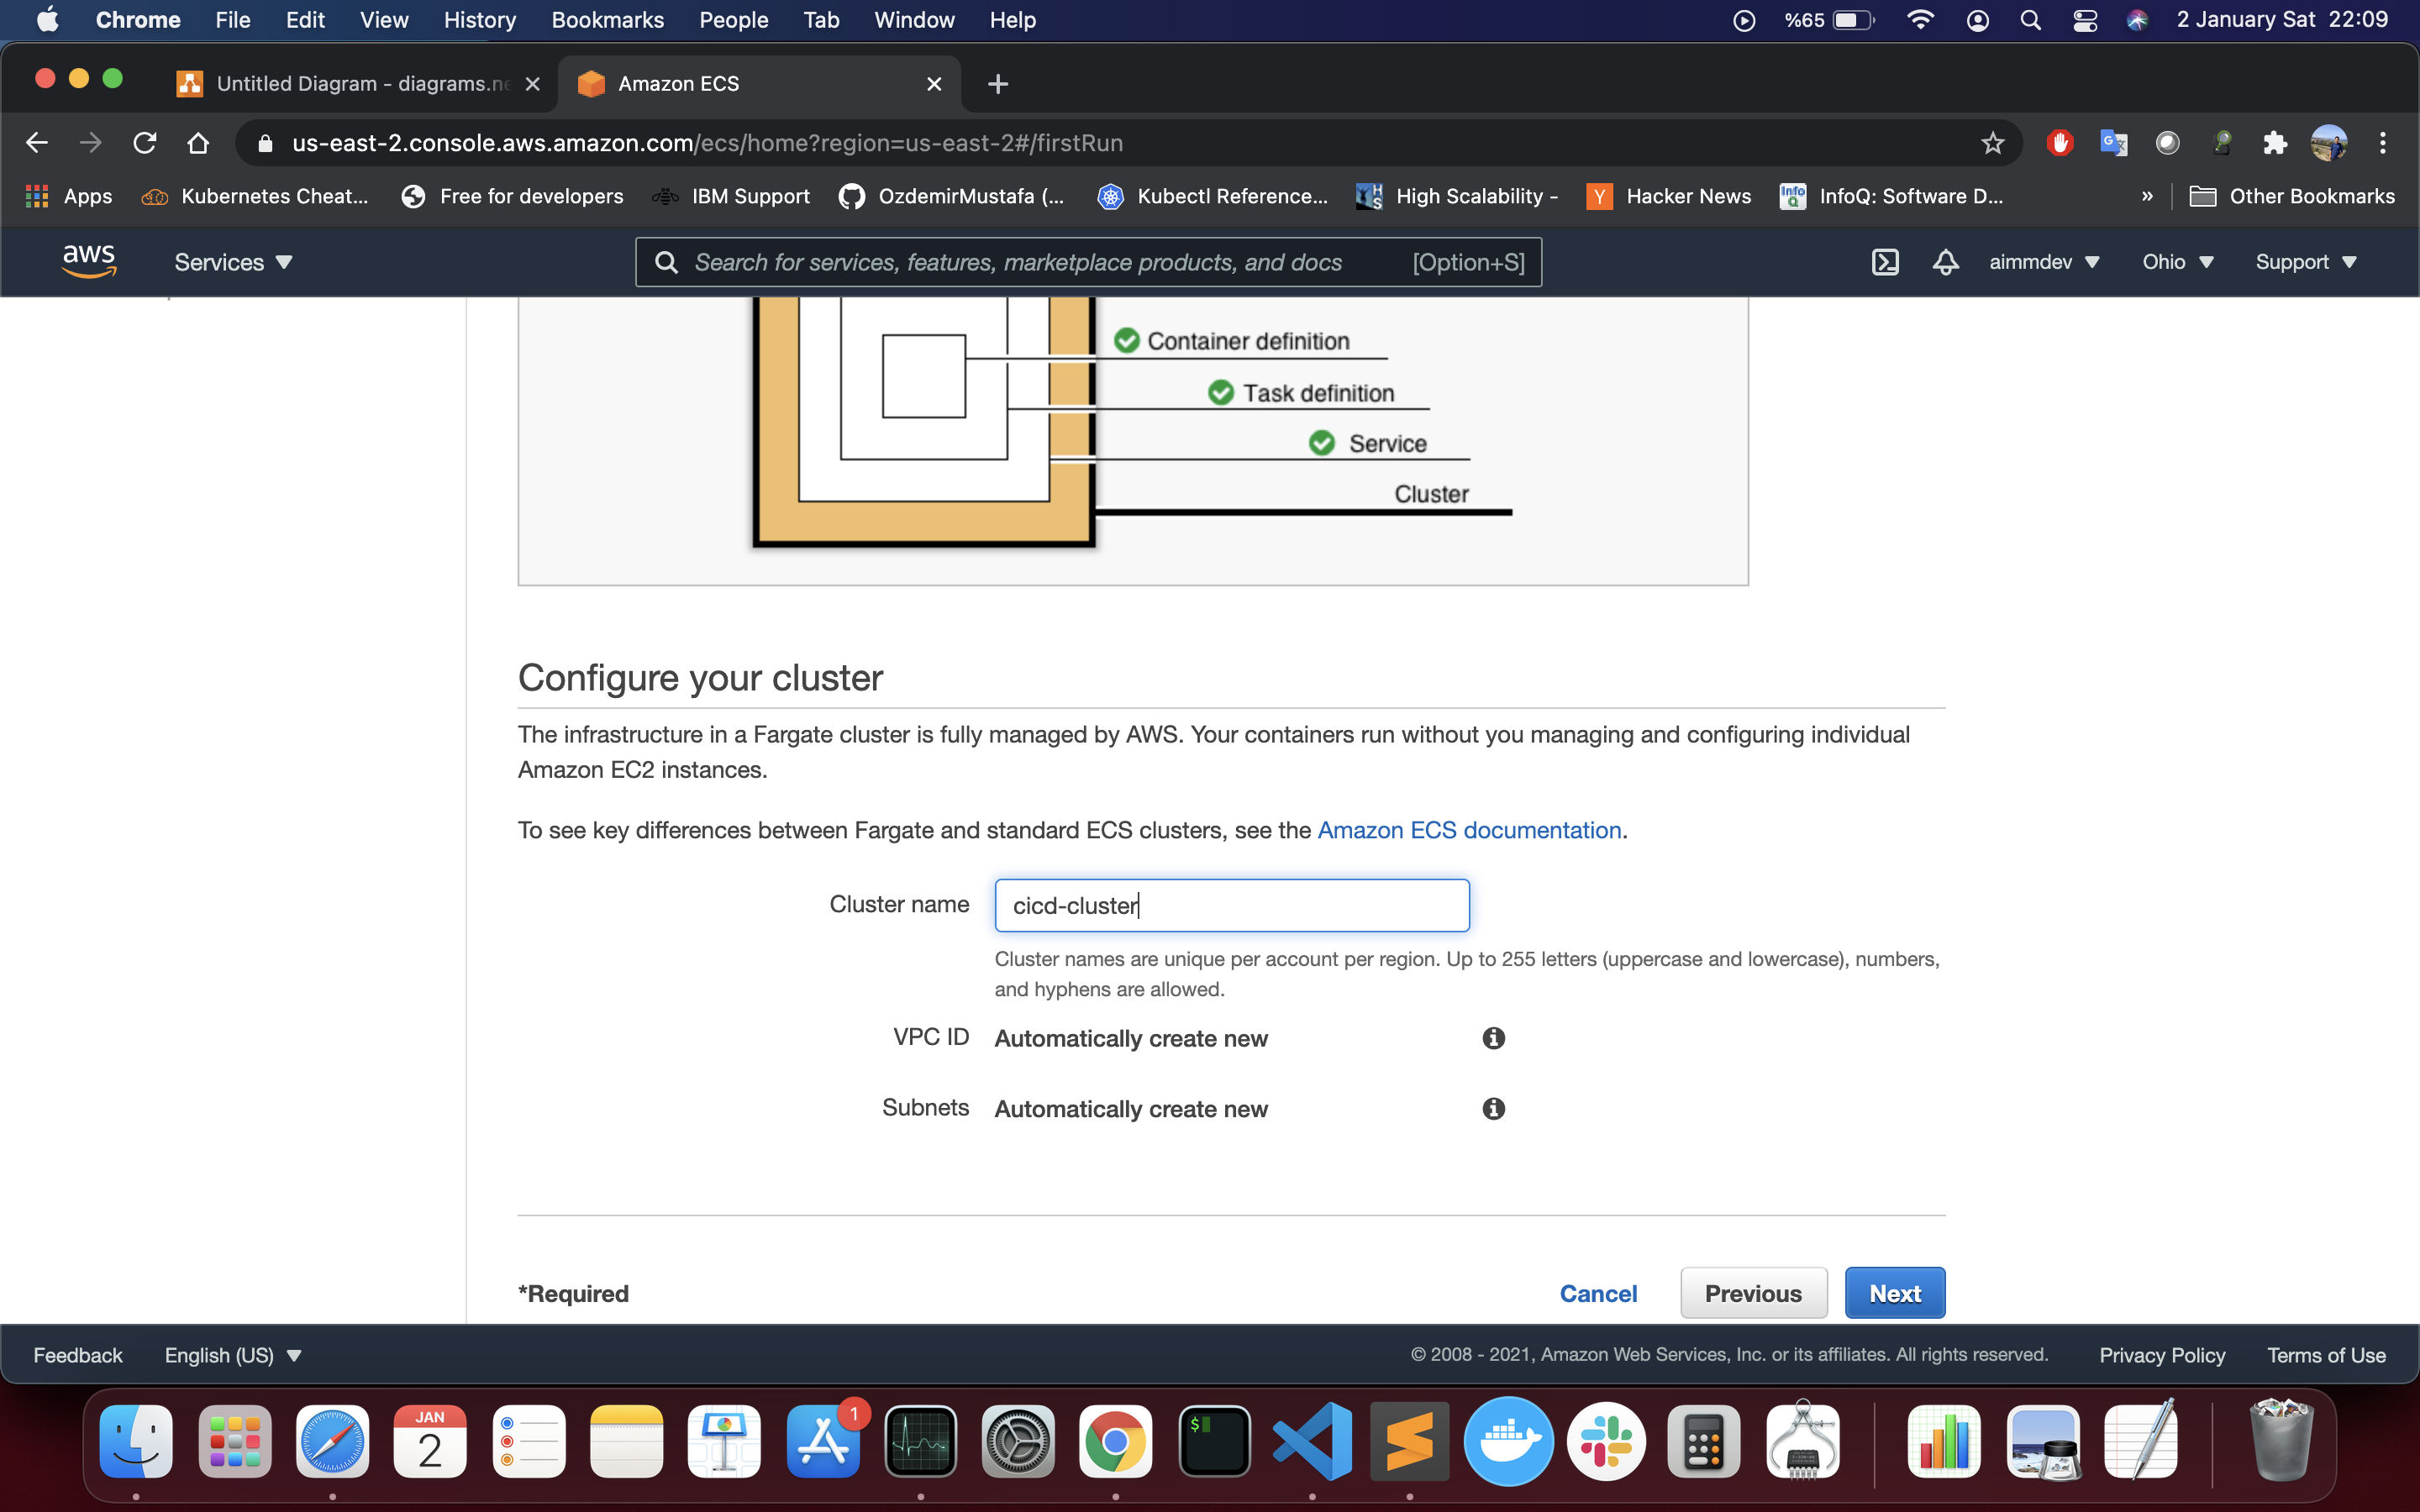 Chrome File Edit View History Bookmarks People Tab Window Help %65 2 January Sat 22:09
Untitled Diagram - diagrams.ne Amazon ECS
us-east-2.console.aws.amazon.com/ecs/home?region=us-east-2#/firstRun
Apps Kubernetes Cheat... Free for developers IBM Support OzdemirMustafa (... Kubectl Reference... High Scalability - Hacker News InfoQ: Software D... » Other Bookmarks
aws Services Search for services, features, marketplace products, and docs [Option+S] aimmdev Ohio Support
Container definition
Task definition
Service
Cluster
Configure your cluster
The infrastructure in a Fargate cluster is fully managed by AWS. Your containers run without you managing and configuring individual
Amazon EC2 instances.
To see key differences between Fargate and standard ECS clusters, see the Amazon ECS documentation.
Cluster name cicd-cluster
Cluster names are unique per account per region. Up to 255 letters (uppercase and lowercase), numbers,
and hyphens are allowed.
VPC ID Automatically create new
Subnets Automatically create new
*Required Cancel Previous Next
Feedback English (US) © 2008 - 2021, Amazon Web Services, Inc. or its affiliates. All rights reserved. Privacy Policy Terms of Use
JAN
2
1
$